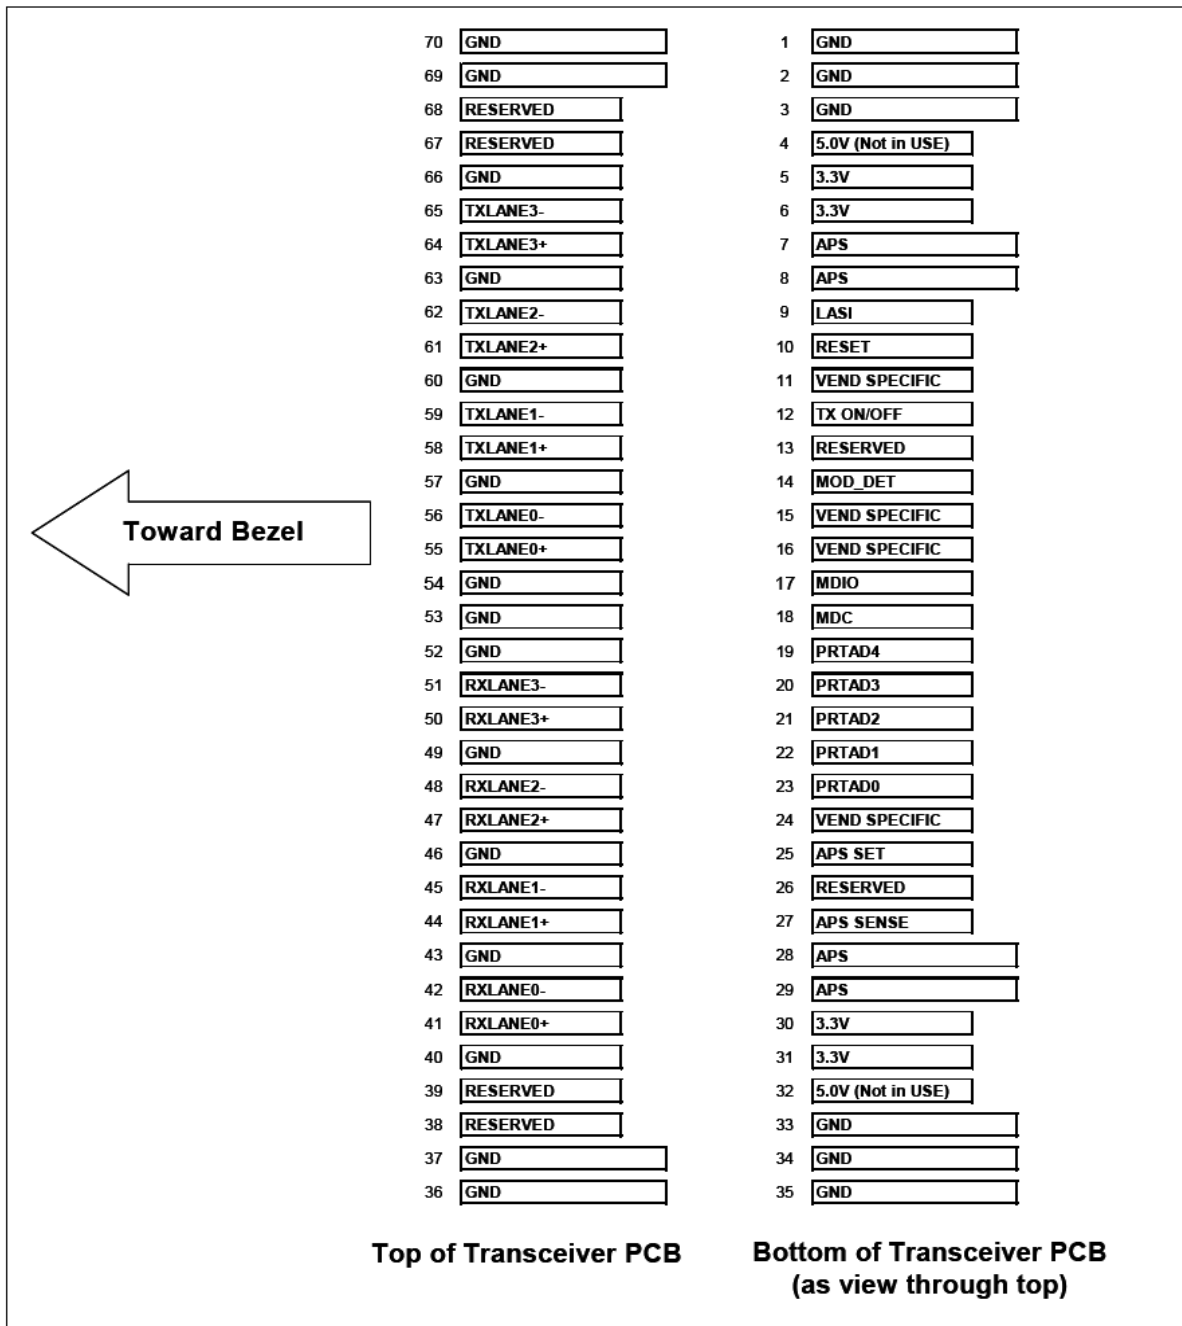 70 GND 1 GND
69 GND 2 GND
68 RESERVED 3 GND
67 RESERVED 4 5.0V (Not in USE)
66 GND 5 3.3V
65 TXLANE3- 6 3.3V
64 TXLANE3+ 7 APS
63 GND 8 APS
62 TXLANE2- 9 LASI
61 TXLANE2+ 10 RESET
60 GND 11 VEND SPECIFIC
59 TXLANE1- 12 TX ON/OFF
58 TXLANE1+ 13 RESERVED
57 GND 14 MOD_DET
56 TXLANE0- 15 VEND SPECIFIC
Toward Bezel
55 TXLANE0+ 16 VEND SPECIFIC
54 GND 17 MDIO
53 GND 18 MDC
52 GND 19 PRTAD4
51 RXLANE3- 20 PRTAD3
50 RXLANE3+ 21 PRTAD2
49 GND 22 PRTAD1
48 RXLANE2- 23 PRTAD0
47 RXLANE2+ 24 VEND SPECIFIC
46 GND 25 APS SET
45 RXLANE1- 26 RESERVED
44 RXLANE1+ 27 APS SENSE
43 GND 28 APS
42 RXLANE0- 29 APS
41 RXLANE0+ 30 3.3V
40 GND 31 3.3V
39 RESERVED 32 5.0V (Not in USE)
38 RESERVED 33 GND
37 GND 34 GND
36 GND 35 GND
Top of Transceiver PCB
Bottom of Transceiver PCB
(as view through top)